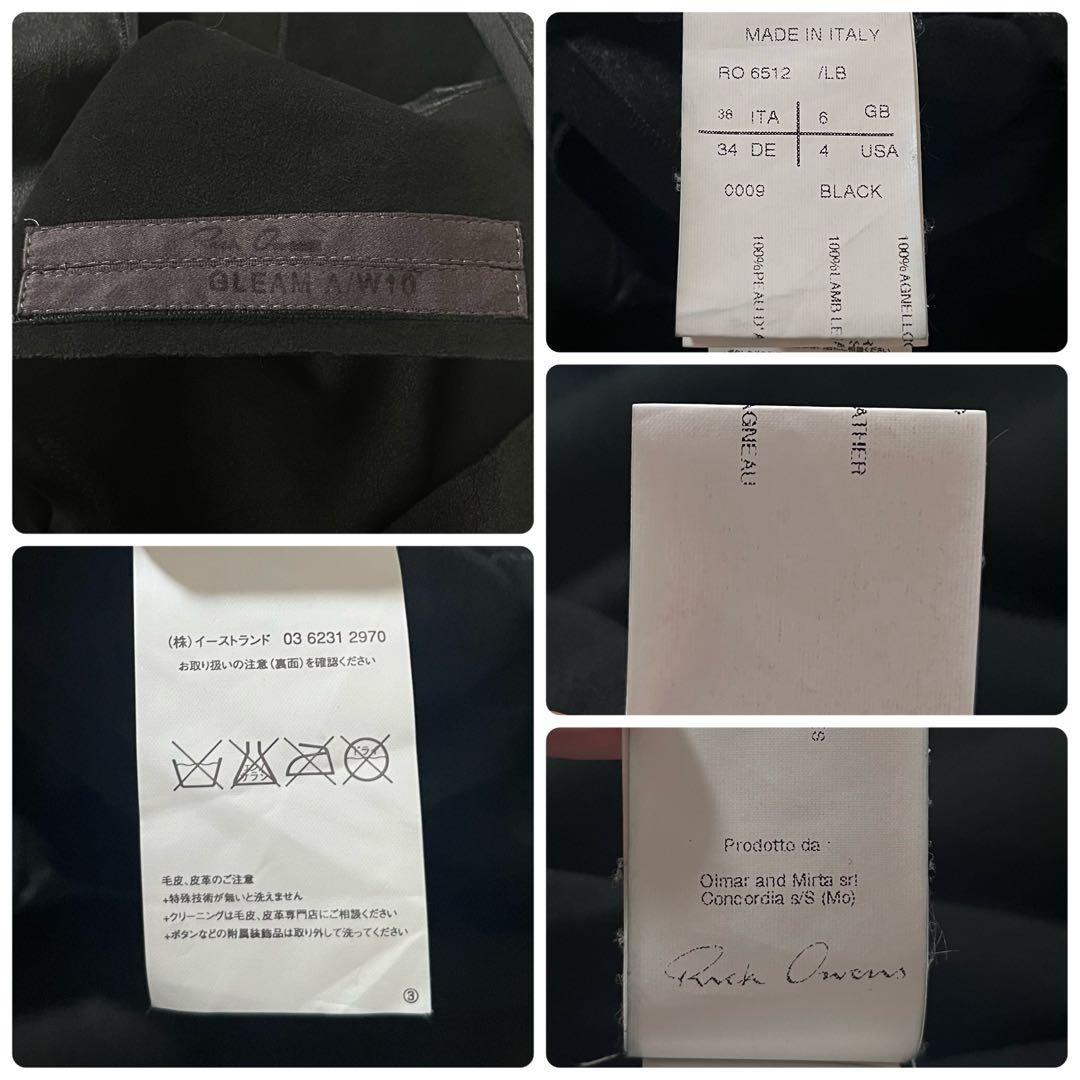 Rick Owens
GLEAM A/W10
MADE IN ITALY
RO 6512 /LB
38 ITA 6 GB
34 DE 4 USA
0009 BLACK
100%PEAU D'A
100%LAMB LE
100%AGNELLO
GNEAU
ATHER
(株)イーストランド 03 6231 2970
お取り扱いの注意(裏面)を確認ください
エンソ
サラン
ドライ
毛皮、皮革のご注意
+特殊技術が無いと洗えません
+クリーニングは毛皮、皮革専門店にご相談ください
+ボタンなどの附属装飾品は取り外して洗ってください
③
S
Prodotto da :
Olmar and Mirta srl
Concordia s/S (Mo)
Rick Owens